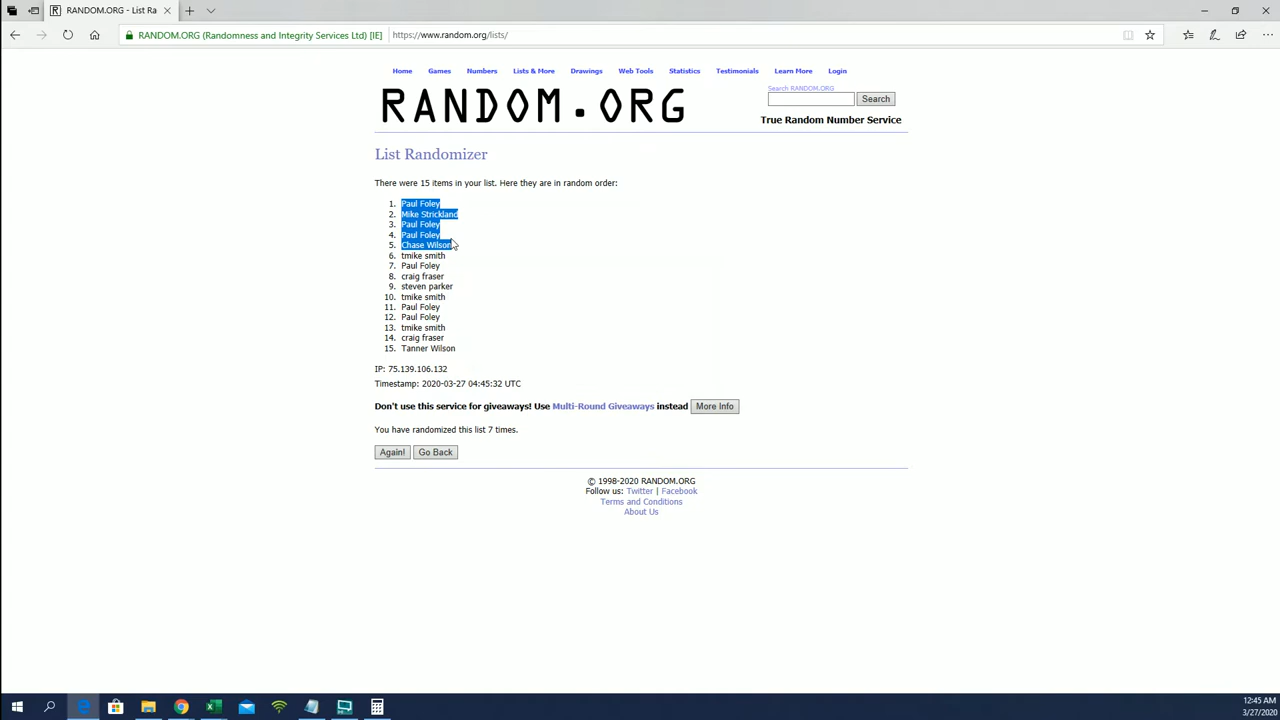 RANDOM.ORG - List Ra
RANDOM.ORG (Randomness and Integrity Services Ltd) [IE]
https://www.random.org/lists/
Home Games Numbers Lists & More Drawings Web Tools Statistics Testimonials Learn More Login
Search RANDOM.ORG
Search
RANDOM.ORG
True Random Number Service
List Randomizer
There were 15 items in your list. Here they are in random order:
1. Paul Foley
2. Mike Strickland
3. Paul Foley
4. Paul Foley
5. Chase Wilson
6. tmike smith
7. Paul Foley
8. craig fraser
9. steven parker
10. tmike smith
11. Paul Foley
12. Paul Foley
13. tmike smith
14. craig fraser
15. Tanner Wilson
IP: 75.139.106.132
Timestamp: 2020-03-27 04:45:32 UTC
Don't use this service for giveaways! Use Multi-Round Giveaways instead More Info
You have randomized this list 7 times.
Again! Go Back
© 1998-2020 RANDOM.ORG
Follow us: Twitter | Facebook
Terms and Conditions
About Us
12:45 AM
3/27/2020